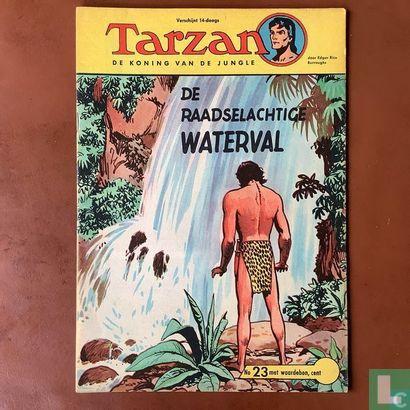 Verschijnt 14-daags
Tarzan
DE KONING VAN DE JUNGLE
door Edgar Rice
Burroughs
DE
RAADSELACHTIGE
WATERVAL
No 23 met waardebon, cent